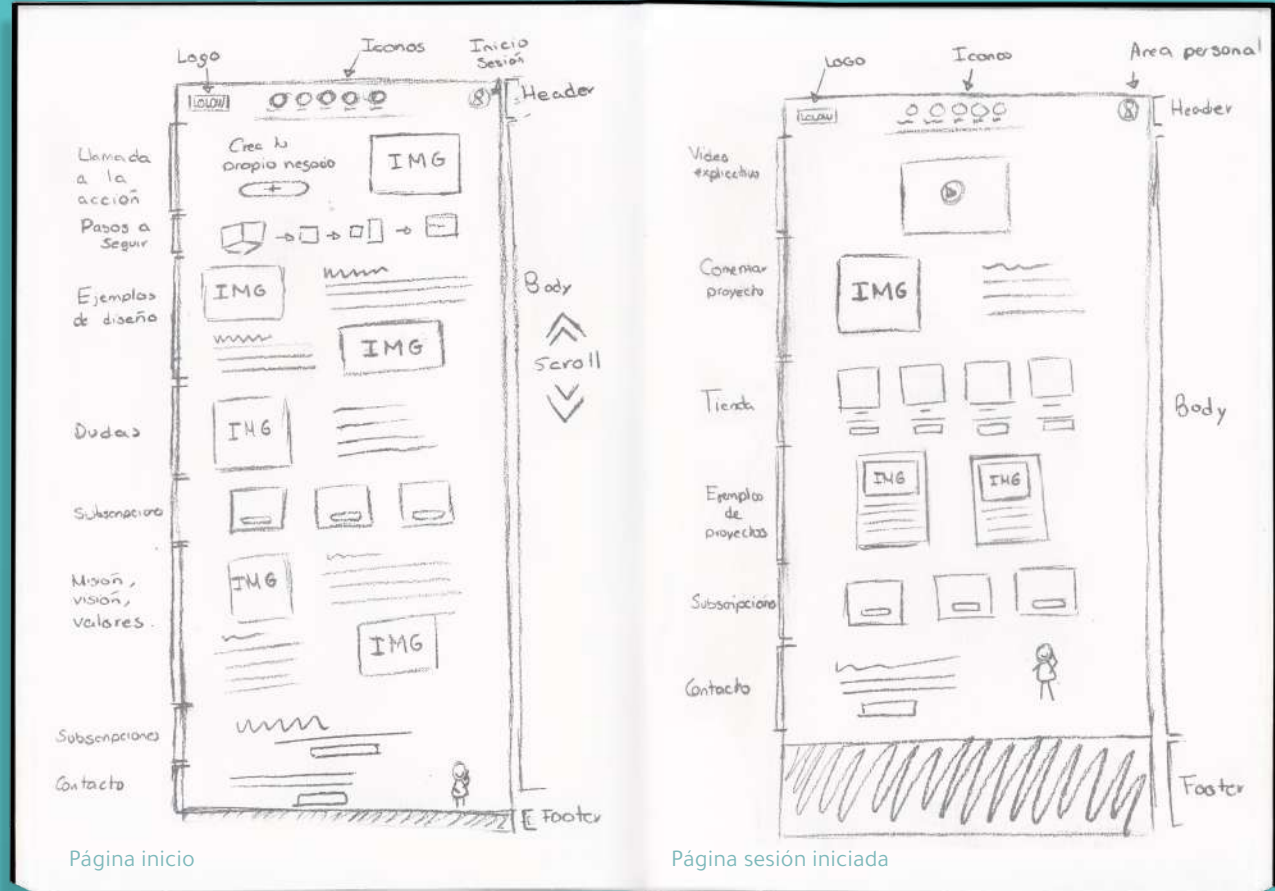 Logo
Iconos
Inicio
Sesión
Header
Llamada
a la
acción
Crea tu
propio negocio
+
IMG
Pasos a
Seguir
Ejemplos
de diseño
IMG
IMG
Body
Scroll
Dudas
IMG
Subscripciones
Misión,
visión,
valores.
IMG
IMG
Subscripciones
Contacto
Footer
Página inicio
LOGO
Iconos
Area personal
Header
Video
explicativo
Comentar
proyecto
IMG
Tienda
Body
Ejemplos
de
proyectos
IMG
IMG
Subscripciones
Contacto
Footer
Página sesión iniciada